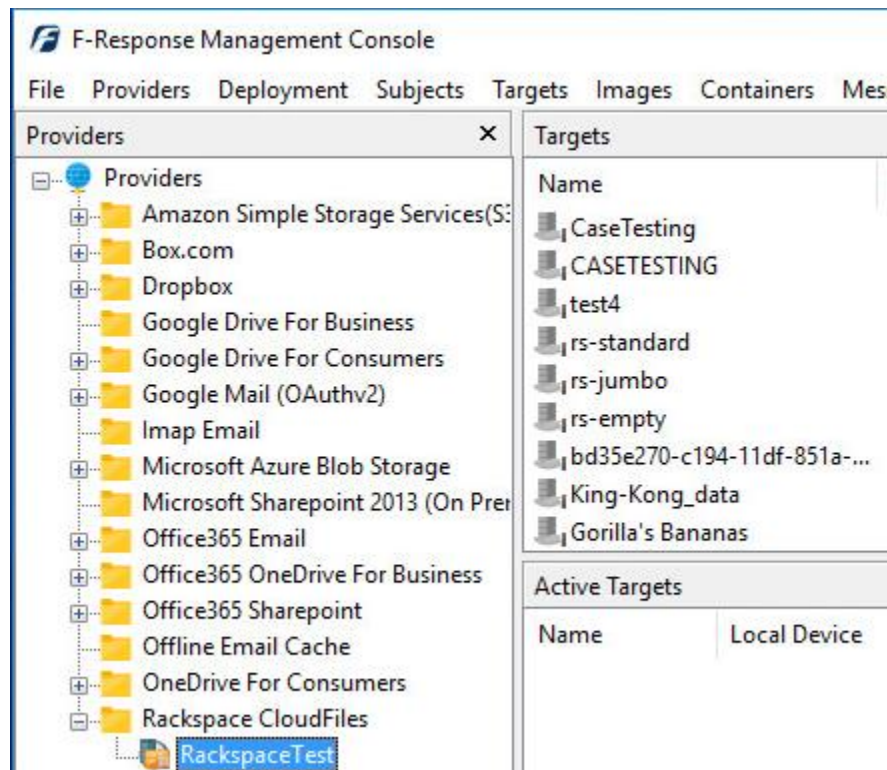 F-Response Management Console
File Providers Deployment Subjects Targets Images Containers Mes
Providers
Providers
Amazon Simple Storage Services(S3
Box.com
Dropbox
Google Drive For Business
Google Drive For Consumers
Google Mail (OAuthv2)
Imap Email
Microsoft Azure Blob Storage
Microsoft Sharepoint 2013 (On Prer
Office365 Email
Office365 OneDrive For Business
Office365 Sharepoint
Offline Email Cache
OneDrive For Consumers
Rackspace CloudFiles
RackspaceTest
Targets
Name
CaseTesting
CASETESTING
test4
rs-standard
rs-jumbo
rs-empty
bd35e270-c194-11df-851a-...
King-Kong_data
Gorilla's Bananas
Active Targets
Name Local Device